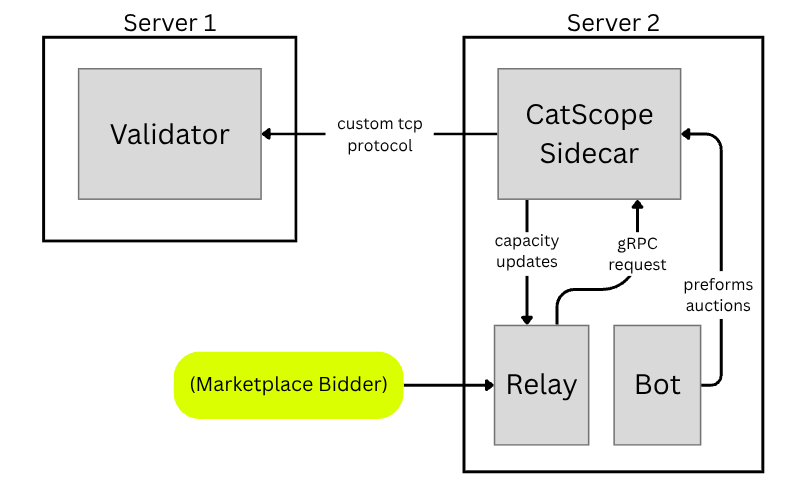 Server 1
Server 2
Validator
custom tcp
protocol
CatScope
Sidecar
capacity
updates
gRPC
request
preforms
auctions
(Marketplace Bidder)
Relay
Bot